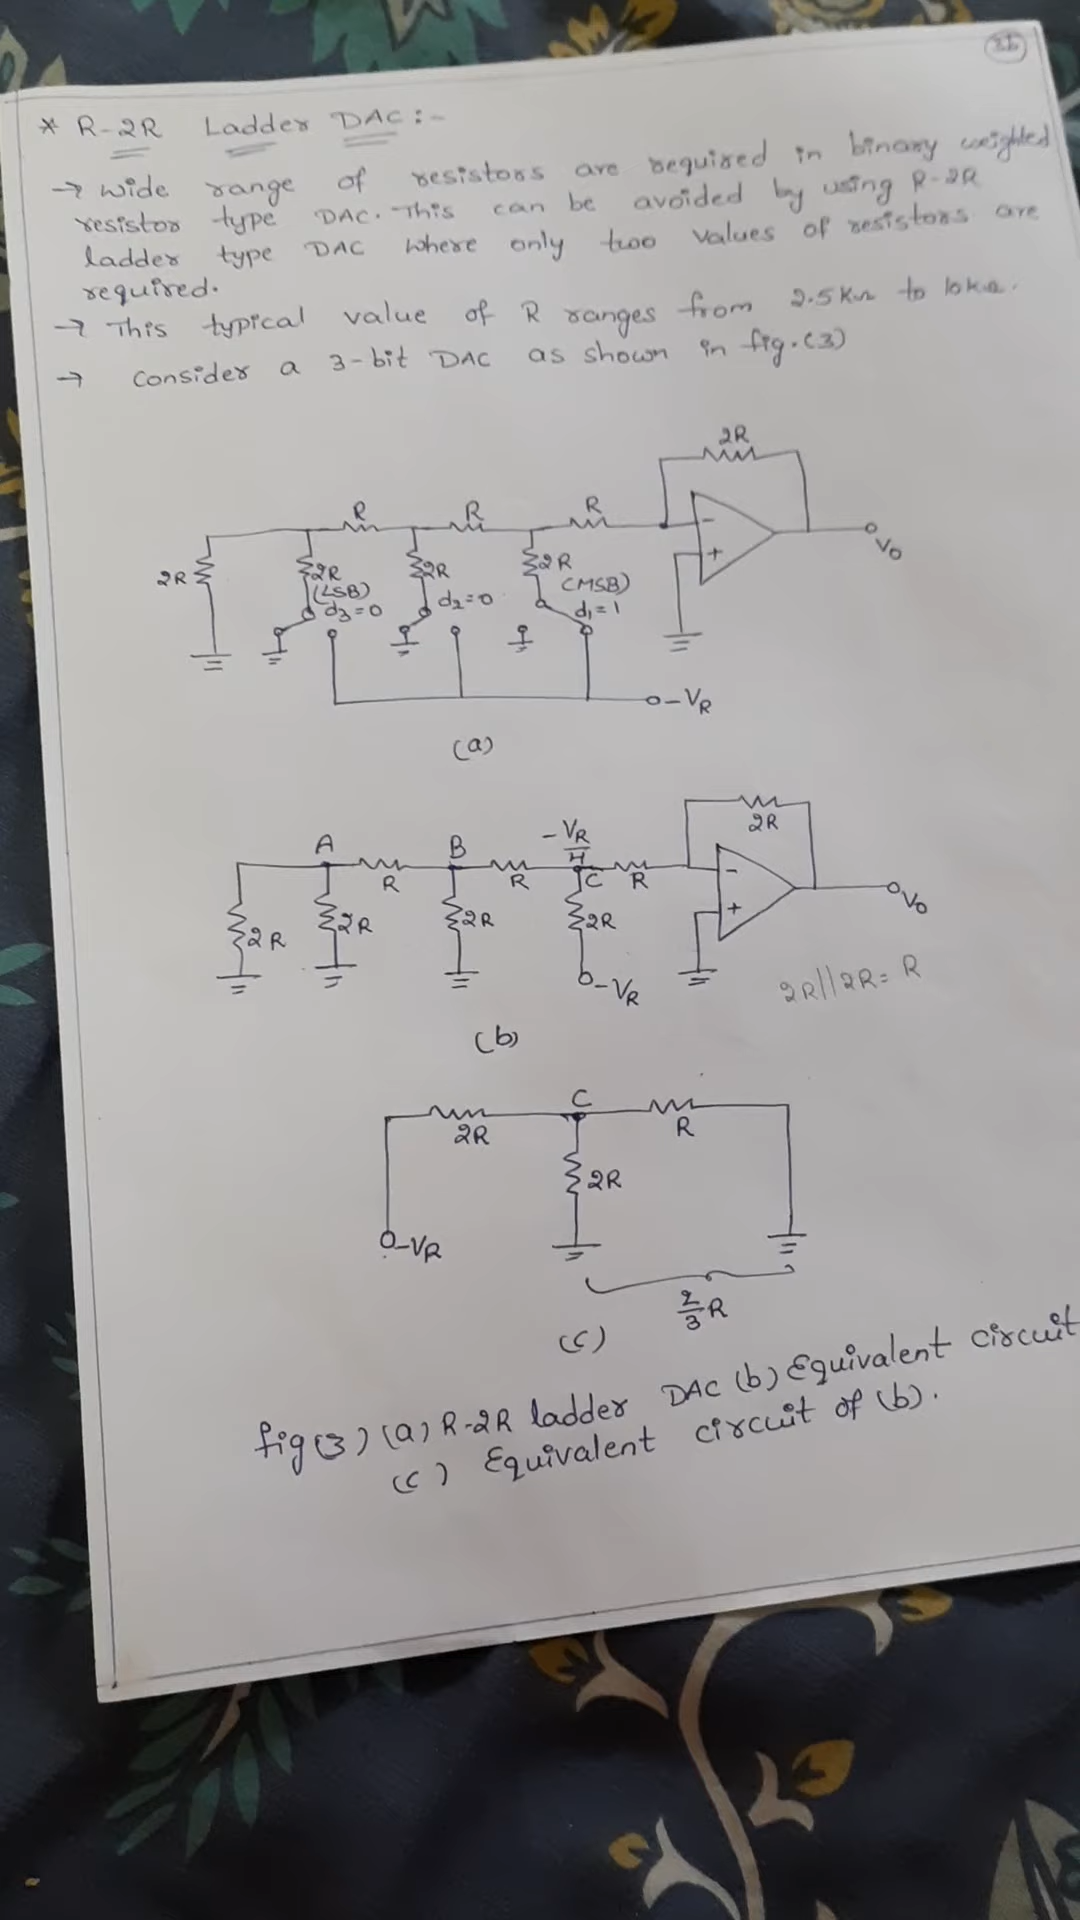 * R-2R Ladder DAC :-
→ Wide range of resistors are required in binary weighted
resistor type DAC. This can be avoided by using R-2R
ladder type DAC where only two values of resistors are
required.
→ This typical value of R ranges from 2.5KΩ to 10kΩ.
→ Consider a 3-bit DAC as shown in fig.(3)
2R
R R R
2R 2R 2R 2R
(LSB) (MSB)
d3=0 d2=0 d1=1
- + Vo
-VR
(a)
2R
A B -VR/4 C
R R R
2R 2R 2R 2R
- + Vo
-VR
2R||2R= R
(b)
C
2R R
2R
-VR
2/3 R
(c)
fig(3) (a) R-2R ladder DAC (b) Equivalent circuit
(c) Equivalent circuit of (b).